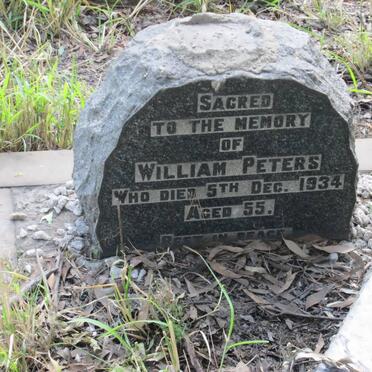 SACRED
TO THE MEMORY
OF
WILLIAM PETERS
WHO DIED 5TH DEC. 1934
AGED 55.